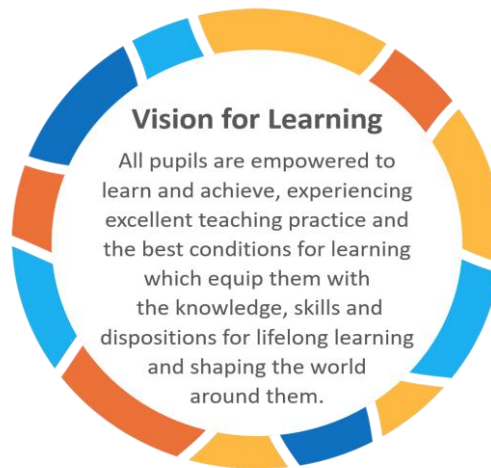 Vision for Learning
All pupils are empowered to
learn and achieve, experiencing
excellent teaching practice and
the best conditions for learning
which equip them with
the knowledge, skills and
dispositions for lifelong learning
and shaping the world
around them.